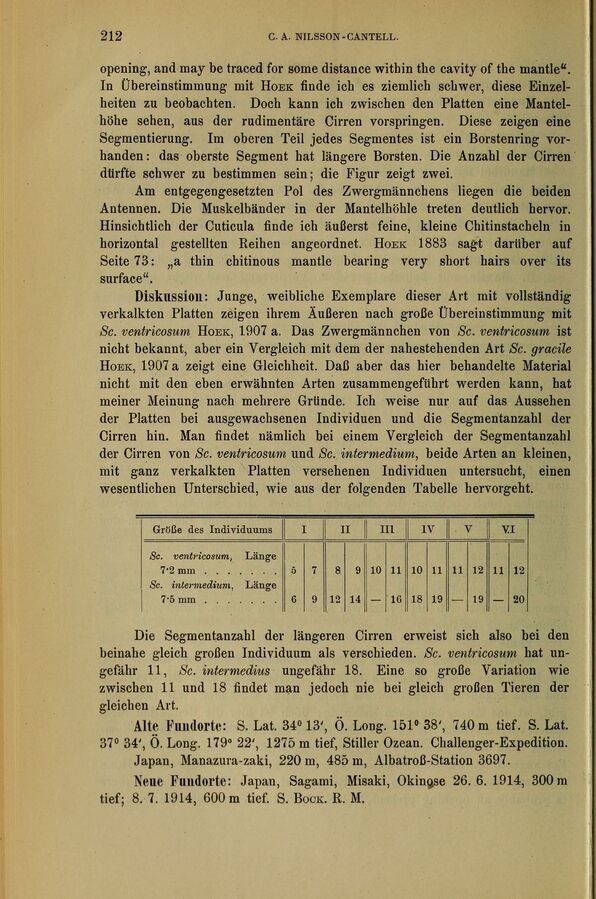 212
C. A. NILSSON-CANTELL.
opening, and may be traced for some distance within the cavity of the mantle“.
In Übereinstimmung mit HOEK finde ich es ziemlich schwer, diese Einzel-
heiten zu beobachten. Doch kann ich zwischen den Platten eine Mantel-
höhe sehen, aus der rudimentäre Cirren vorspringen. Diese zeigen eine
Segmentierung. Im oberen Teil jedes Segmentes ist ein Borstenring vor-
handen: das oberste Segment hat längere Borsten. Die Anzahl der Cirren
dürfte schwer zu bestimmen sein; die Figur zeigt zwei.
Am entgegengesetzten Pol des Zwergmännchens liegen die beiden
Antennen. Die Muskelbänder in der Mantelhöhle treten deutlich hervor.
Hinsichtlich der Cuticula finde ich äußerst feine, kleine Chitinstacheln in
horizontal gestellten Reihen angeordnet. HOEK 1883 sagt darüber auf
Seite 73: „a thin chitinous mantle bearing very short hairs over its
surface“.
Diskussion: Junge, weibliche Exemplare dieser Art mit vollständig
verkalkten Platten zeigen ihrem Äußeren nach große Übereinstimmung mit
Sc. ventricosum HOEK, 1907 a. Das Zwergmännchen von Sc. ventricosum ist
nicht bekannt, aber ein Vergleich mit dem der nahestehenden Art Sc. gracile
HOEK, 1907 a zeigt eine Gleichheit. Daß aber das hier behandelte Material
nicht mit den eben erwähnten Arten zusammengeführt werden kann, hat
meiner Meinung nach mehrere Gründe. Ich weise nur auf das Aussehen
der Platten bei ausgewachsenen Individuen und die Segmentanzahl der
Cirren hin. Man findet nämlich bei einem Vergleich der Segmentanzahl
der Cirren von Sc. ventricosum und Sc. intermedium, beide Arten an kleinen,
mit ganz verkalkten Platten versehenen Individuen untersucht, einen
wesentlichen Unterschied, wie aus der folgenden Tabelle hervorgeht.
Größe des Individuums I II III IV V VI
Sc. ventricosum, Länge
7·2 mm . . . . . . . 5 7 8 9 10 11 10 11 11 12 11 12
Sc. intermedium, Länge
7·5 mm . . . . . . . 6 9 12 14 — 16 18 19 — 19 — 20
Die Segmentanzahl der längeren Cirren erweist sich also bei den
beinahe gleich großen Individuum als verschieden. Sc. ventricosum hat un-
gefähr 11, Sc. intermedius ungefähr 18. Eine so große Variation wie
zwischen 11 und 18 findet man jedoch nie bei gleich großen Tieren der
gleichen Art.
Alte Fundorte: S. Lat. 34° 13′, Ö. Long. 151° 38′, 740 m tief. S. Lat.
37° 34′, Ö. Long. 179° 22′, 1275 m tief, Stiller Ozean. Challenger-Expedition.
Japan, Manazura-zaki, 220 m, 485 m, Albatroß-Station 3697.
Neue Fundorte: Japan, Sagami, Misaki, Okinose 26. 6. 1914, 300 m
tief; 8. 7. 1914, 600 m tief. S. BOCK. R. M.